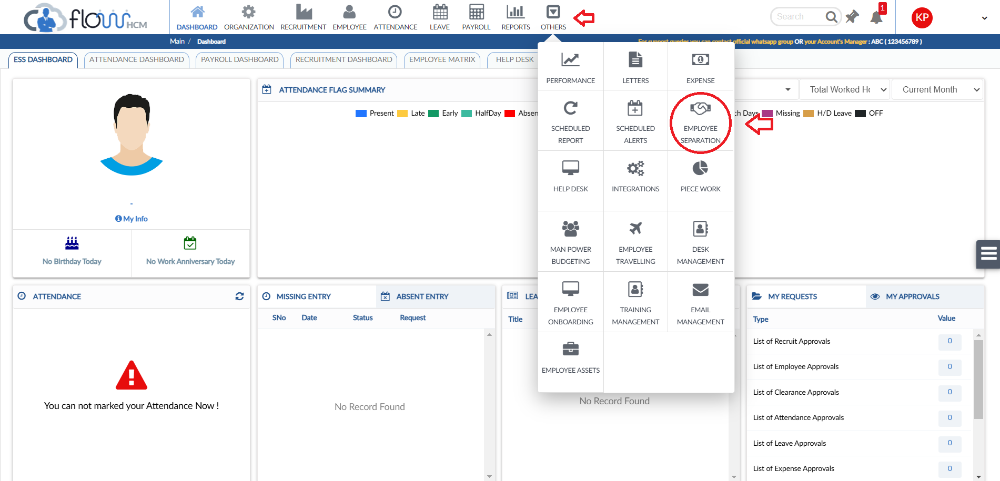 flowHCM
DASHBOARD
ORGANIZATION
RECRUITMENT
EMPLOYEE
ATTENDANCE
LEAVE
PAYROLL
REPORTS
OTHERS
Search
1
KP
Main / Dashboard
For support queries you can contact official whatsapp group OR your Account's Manager : ABC ( 123456789 )
ESS DASHBOARD
ATTENDANCE DASHBOARD
PAYROLL DASHBOARD
RECRUITMENT DASHBOARD
EMPLOYEE MATRIX
HELP DESK
-
My Info
No Birthday Today
No Work Anniversary Today
ATTENDANCE FLAG SUMMARY
Total Worked Ho
Current Month
Present
Late
Early
HalfDay
Absen
ch Days
Missing
H/D Leave
OFF
PERFORMANCE
LETTERS
EXPENSE
SCHEDULED
REPORT
SCHEDULED
ALERTS
EMPLOYEE
SEPARATION
HELP DESK
INTEGRATIONS
PIECE WORK
MAN POWER
BUDGETING
EMPLOYEE
TRAVELLING
DESK
MANAGEMENT
EMPLOYEE
ONBOARDING
TRAINING
MANAGEMENT
EMAIL
MANAGEMENT
EMPLOYEE ASSETS
ATTENDANCE
You can not marked your Attendance Now !
MISSING ENTRY
ABSENT ENTRY
SNo Date Status Request
No Record Found
LEA
Title
No Record Found
MY REQUESTS
MY APPROVALS
Type Value
List of Recruit Approvals 0
List of Employee Approvals 0
List of Clearance Approvals 0
List of Attendance Approvals 0
List of Leave Approvals 0
List of Expense Approvals 0